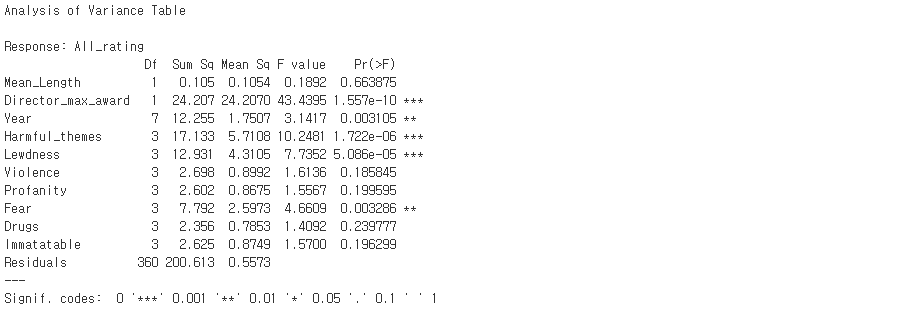 Analysis of Variance Table
Response: All_rating
Df Sum Sq Mean Sq F value Pr(>F)
Mean_Length 1 0.105 0.1054 0.1892 0.663875
Director_max_award 1 24.207 24.2070 43.4395 1.557e-10 ***
Year 7 12.255 1.7507 3.1417 0.003105 **
Harmful_themes 3 17.133 5.7108 10.2481 1.722e-06 ***
Lewdness 3 12.931 4.3105 7.7352 5.086e-05 ***
Violence 3 2.698 0.8992 1.6136 0.185845
Profanity 3 2.602 0.8675 1.5567 0.199595
Fear 3 7.792 2.5973 4.6609 0.003286 **
Drugs 3 2.356 0.7853 1.4092 0.239777
Immatatable 3 2.625 0.8749 1.5700 0.196299
Residuals 360 200.613 0.5573
---
Signif. codes: 0 '***' 0.001 '**' 0.01 '*' 0.05 '.' 0.1 ' ' 1